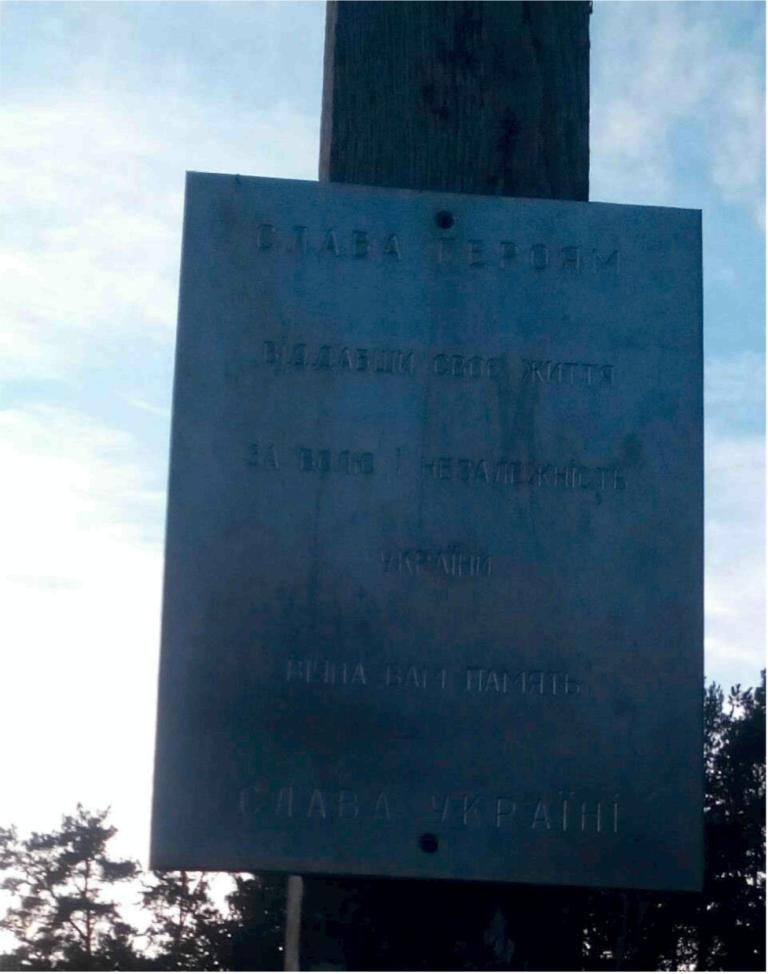 СЛАВА ГЕРОЯМ
ВІДДАВШИ СВОЄ ЖИТТЯ
ЗА ВОЛЮ І НЕЗАЛЕЖНІСТЬ
УКРАЇНИ
ВІЧНА ВАМ ПАМЯТЬ
СЛАВА УКРАЇНІ